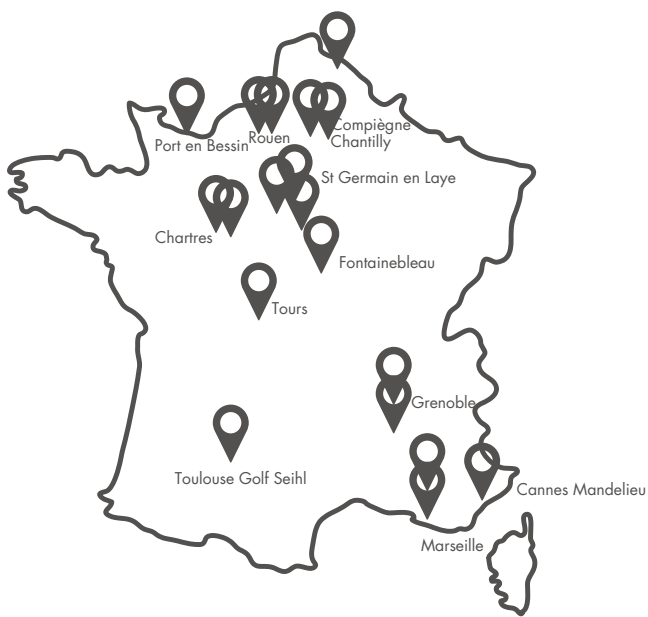 Port en Bessin
Rouen
Compiègne
Chantilly
St Germain en Laye
Chartres
Fontainebleau
Tours
Grenoble
Toulouse Golf Seihl
Cannes Mandelieu
Marseille